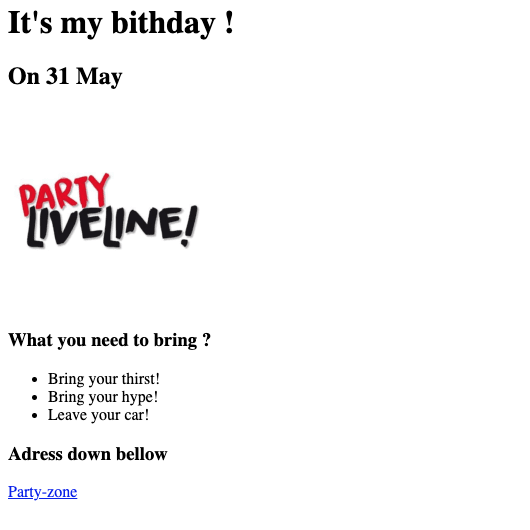 It's my bithday !
On 31 May
PARTY
LIVELINE!
What you need to bring ?
Bring your thirst!
Bring your hype!
Leave your car!
Adress down bellow
Party-zone